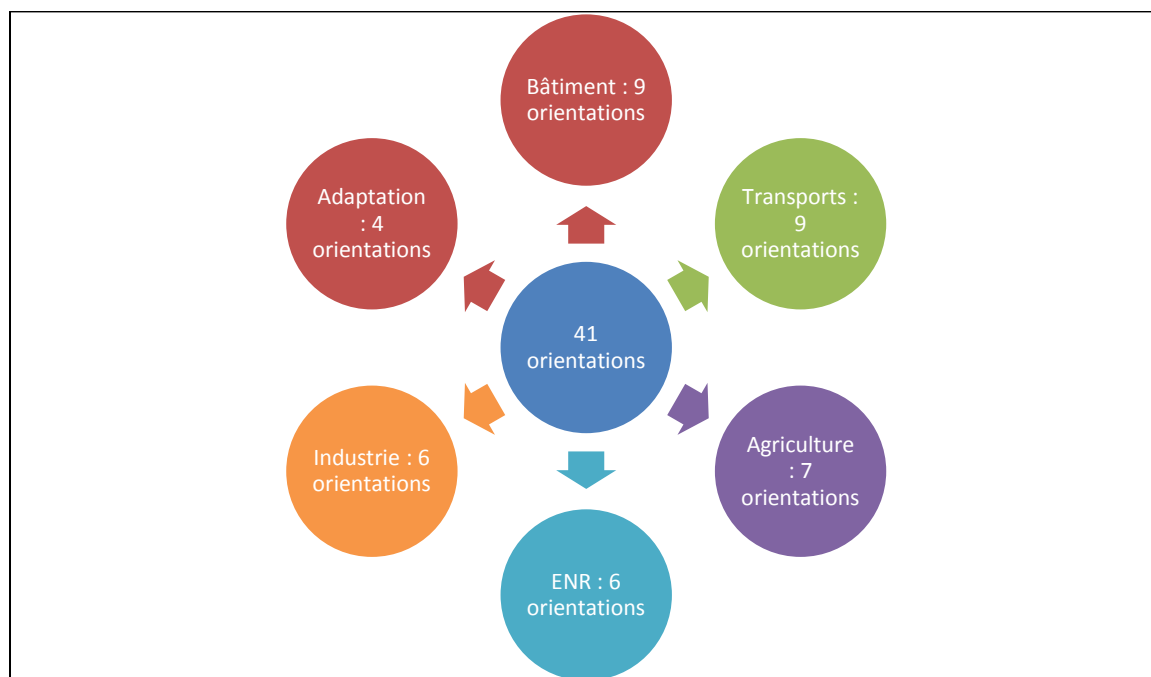 Bâtiment : 9
orientations
Transports :
9
orientations
Agriculture
: 7
orientations
ENR : 6
orientations
Industrie : 6
orientations
Adaptation
: 4
orientations
41
orientations